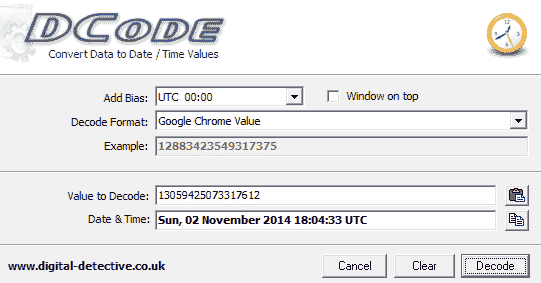 DCode
Convert Data to Date / Time Values
Add Bias: UTC 00:00 Window on top
Decode Format: Google Chrome Value
Example: 12883423549317375
Value to Decode: 13059425073317612
Date & Time: Sun, 02 November 2014 18:04:33 UTC
www.digital-detective.co.uk Cancel Clear Decode